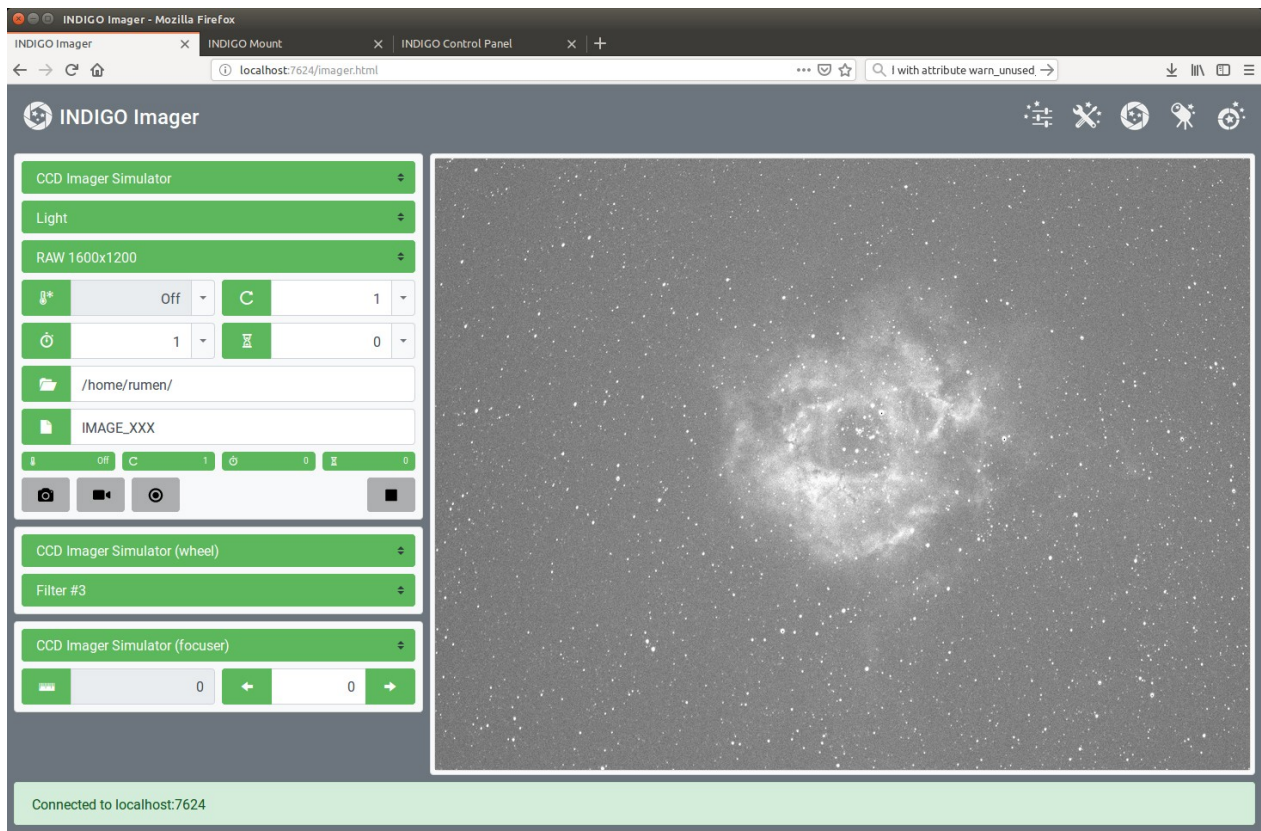 INDIGO Imager - Mozilla Firefox
INDIGO Imager
INDIGO Mount
INDIGO Control Panel
localhost:7624/imager.html
I with attribute warn_unused_
INDIGO Imager
CCD Imager Simulator
Light
RAW 1600x1200
Off 1
1 0
/home/rumen/
IMAGE_XXX
Off 1 0 0
CCD Imager Simulator (wheel)
Filter #3
CCD Imager Simulator (focuser)
0 0
Connected to localhost:7624